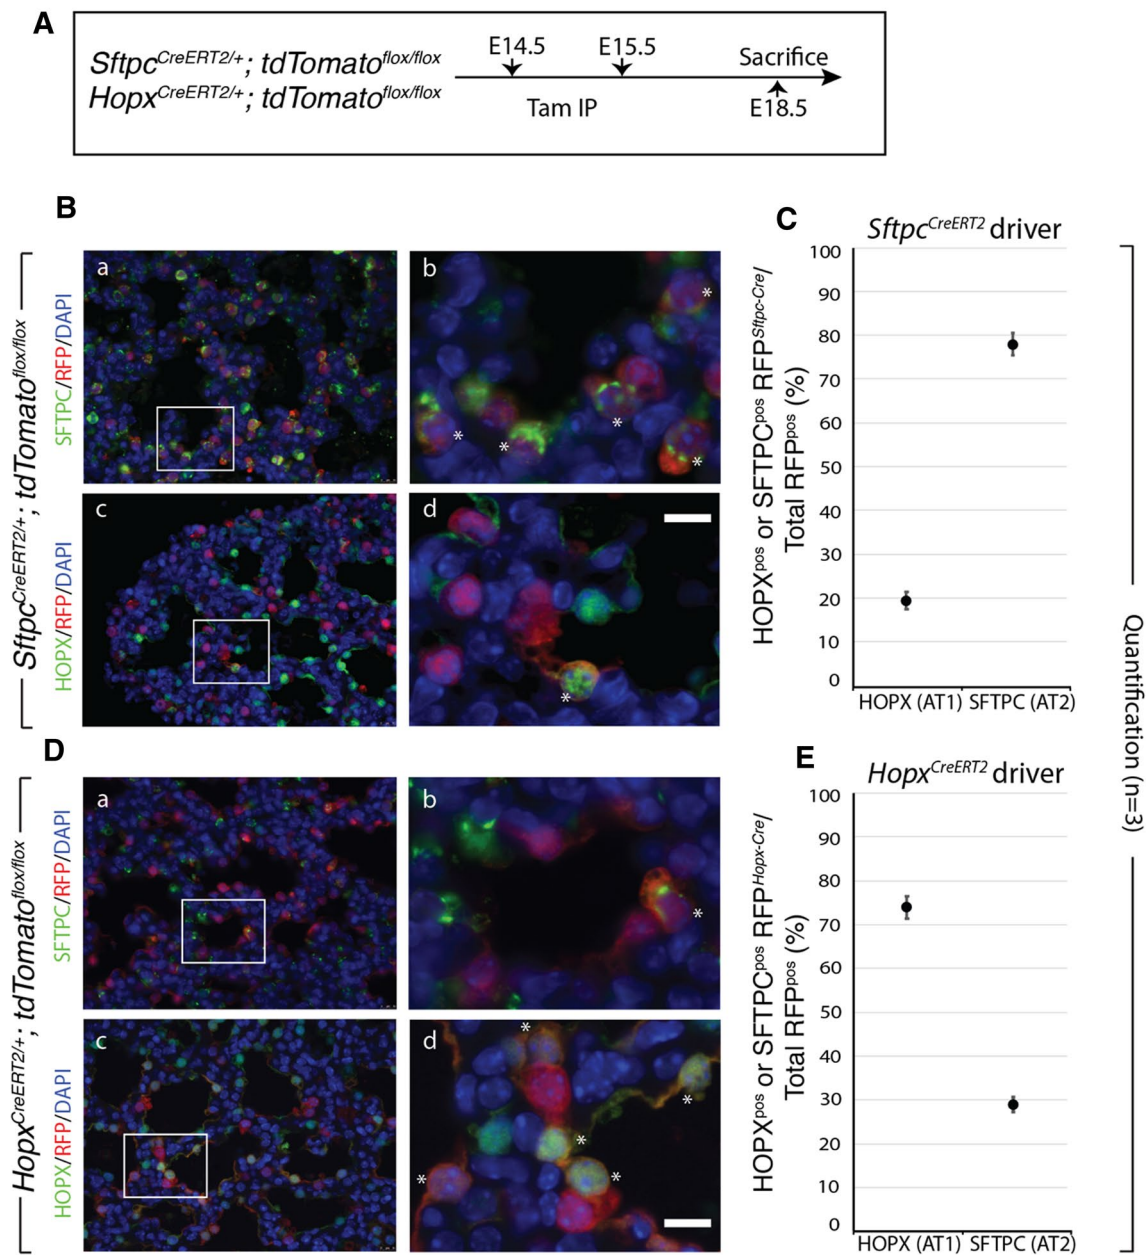 A
Sftpc^CreERT2/+; tdTomato^flox/flox
Hopx^CreERT2/+; tdTomato^flox/flox
E14.5
E15.5
Sacrifice
Tam IP
E18.5
B
Sftpc^CreERT2/+; tdTomato^flox/flox
SFTPC/RFP/DAPI
a
b
*
*
*
*
*
HOPX/RFP/DAPI
c
d
*
C
Sftpc^CreERT2 driver
HOPX^pos or SFTPC^pos RFP^Sftpc-Cre/
Total RFP^pos (%)
100
90
80
70
60
50
40
30
20
10
0
HOPX (AT1) SFTPC (AT2)
D
Hopx^CreERT2/+; tdTomato^flox/flox
SFTPC/RFP/DAPI
a
b
*
HOPX/RFP/DAPI
c
d
*
*
*
*
*
E
Hopx^CreERT2 driver
HOPX^pos or SFTPC^pos RFP^Hopx-Cre/
Total RFP^pos (%)
100
90
80
70
60
50
40
30
20
10
0
HOPX (AT1) SFTPC (AT2)
Quantification (n=3)